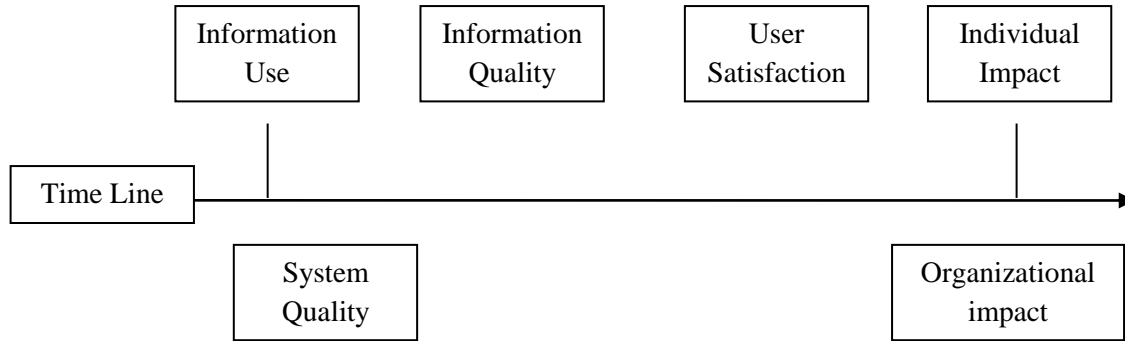 Information
Use
Information
Quality
User
Satisfaction
Individual
Impact
Time Line
System
Quality
Organizational
impact